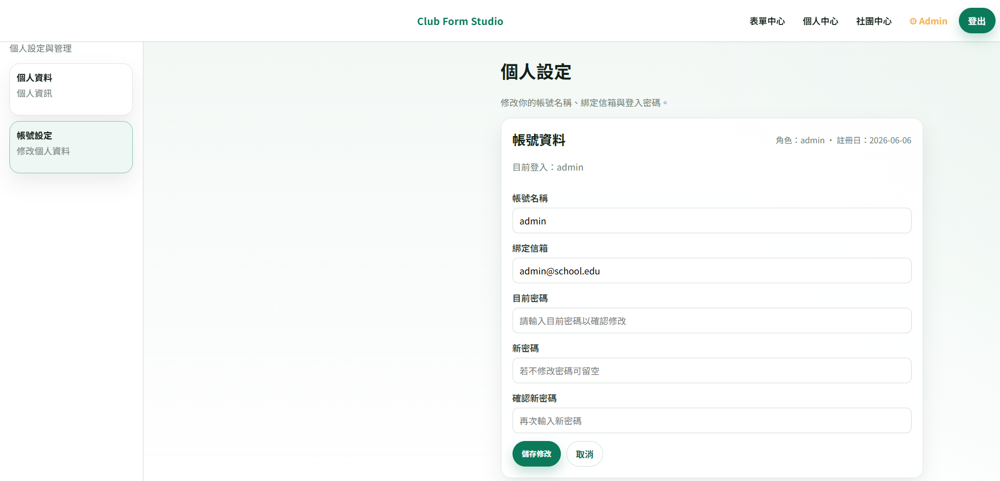 Club Form Studio
表單中心 個人中心 社團中心 ⚙ Admin 登出
個人設定與管理
個人資料
個人資訊
帳號設定
修改個人資料
個人設定
修改你的帳號名稱、綁定信箱與登入密碼。
帳號資料
角色：admin ・ 註冊日：2026-06-06
目前登入：admin
帳號名稱
admin
綁定信箱
admin@school.edu
目前密碼
請輸入目前密碼以確認修改
新密碼
若不修改密碼可留空
確認新密碼
再次輸入新密碼
儲存修改 取消